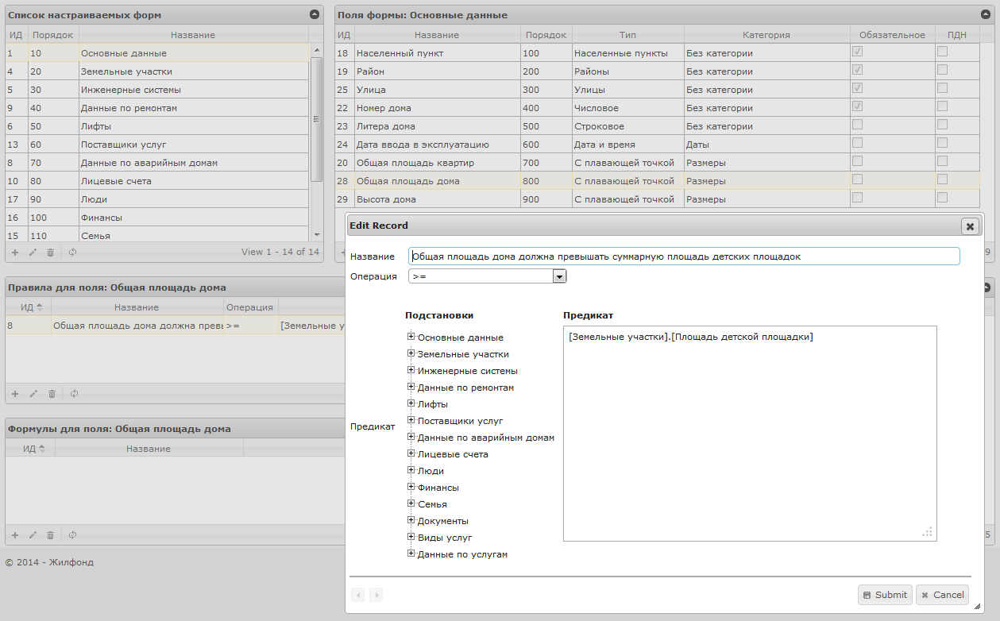 Список настраиваемых форм
ИД Порядок Название
1 10 Основные данные
4 20 Земельные участки
5 30 Инженерные системы
9 40 Данные по ремонтам
6 50 Лифты
13 60 Поставщики услуг
8 70 Данные по аварийным домам
10 80 Лицевые счета
17 90 Люди
16 100 Финансы
15 110 Семья
View 1 - 14 of 14
Поля формы: Основные данные
ИД Название Порядок Тип Категория Обязательное ПДН
18 Населенный пункт 100 Населенные пункты Без категории
19 Район 200 Районы Без категории
25 Улица 300 Улицы Без категории
22 Номер дома 400 Числовое Без категории
23 Литера дома 500 Строковое Без категории
24 Дата ввода в эксплуатацию 600 Дата и время Даты
20 Общая площадь квартир 700 С плавающей точкой Размеры
28 Общая площадь дома 800 С плавающей точкой Размеры
29 Высота дома 900 С плавающей точкой Размеры
9
Правила для поля: Общая площадь дома
ИД Название Операция
8 Общая площадь дома должна превы >= [Земельные у
Формулы для поля: Общая площадь дома
ИД Название
5
© 2014 - Жилфонд
Edit Record
Название Общая площадь дома должна превышать суммарную площадь детских площадок
Операция >=
Предикат
Подстановки
Основные данные
Земельные участки
Инженерные системы
Данные по ремонтам
Лифты
Поставщики услуг
Данные по аварийным домам
Лицевые счета
Люди
Финансы
Семья
Документы
Виды услуг
Данные по услугам
Предикат
[Земельные участки].[Площадь детской площадки]
Submit Cancel